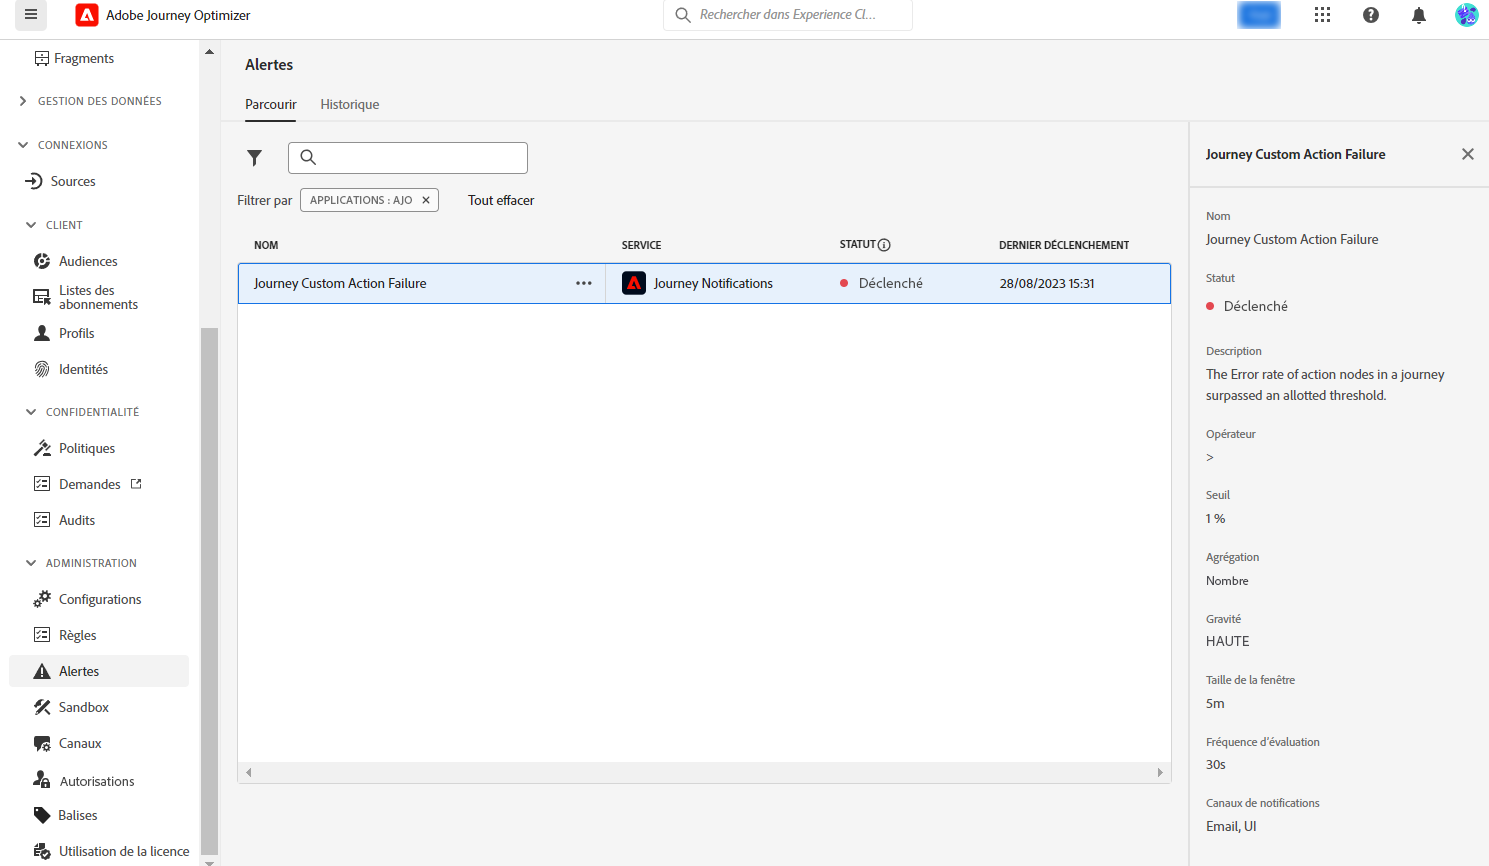 Adobe Journey Optimizer
Rechercher dans Experience Cl...
Fragments
GESTION DES DONNÉES
CONNEXIONS
Sources
CLIENT
Audiences
Listes des
abonnements
Profils
Identités
CONFIDENTIALITÉ
Politiques
Demandes
Audits
ADMINISTRATION
Configurations
Règles
Alertes
Sandbox
Canaux
Autorisations
Balises
Utilisation de la licence
Alertes
Parcourir Historique
Filtrer par APPLICATIONS : AJO Tout effacer
NOM SERVICE STATUT DERNIER DÉCLENCHEMENT
Journey Custom Action Failure Journey Notifications Déclenché 28/08/2023 15:31
Journey Custom Action Failure
Nom
Journey Custom Action Failure
Statut
Déclenché
Description
The Error rate of action nodes in a journey
surpassed an allotted threshold.
Opérateur
>
Seuil
1 %
Agrégation
Nombre
Gravité
HAUTE
Taille de la fenêtre
5m
Fréquence d'évaluation
30s
Canaux de notifications
Email, UI